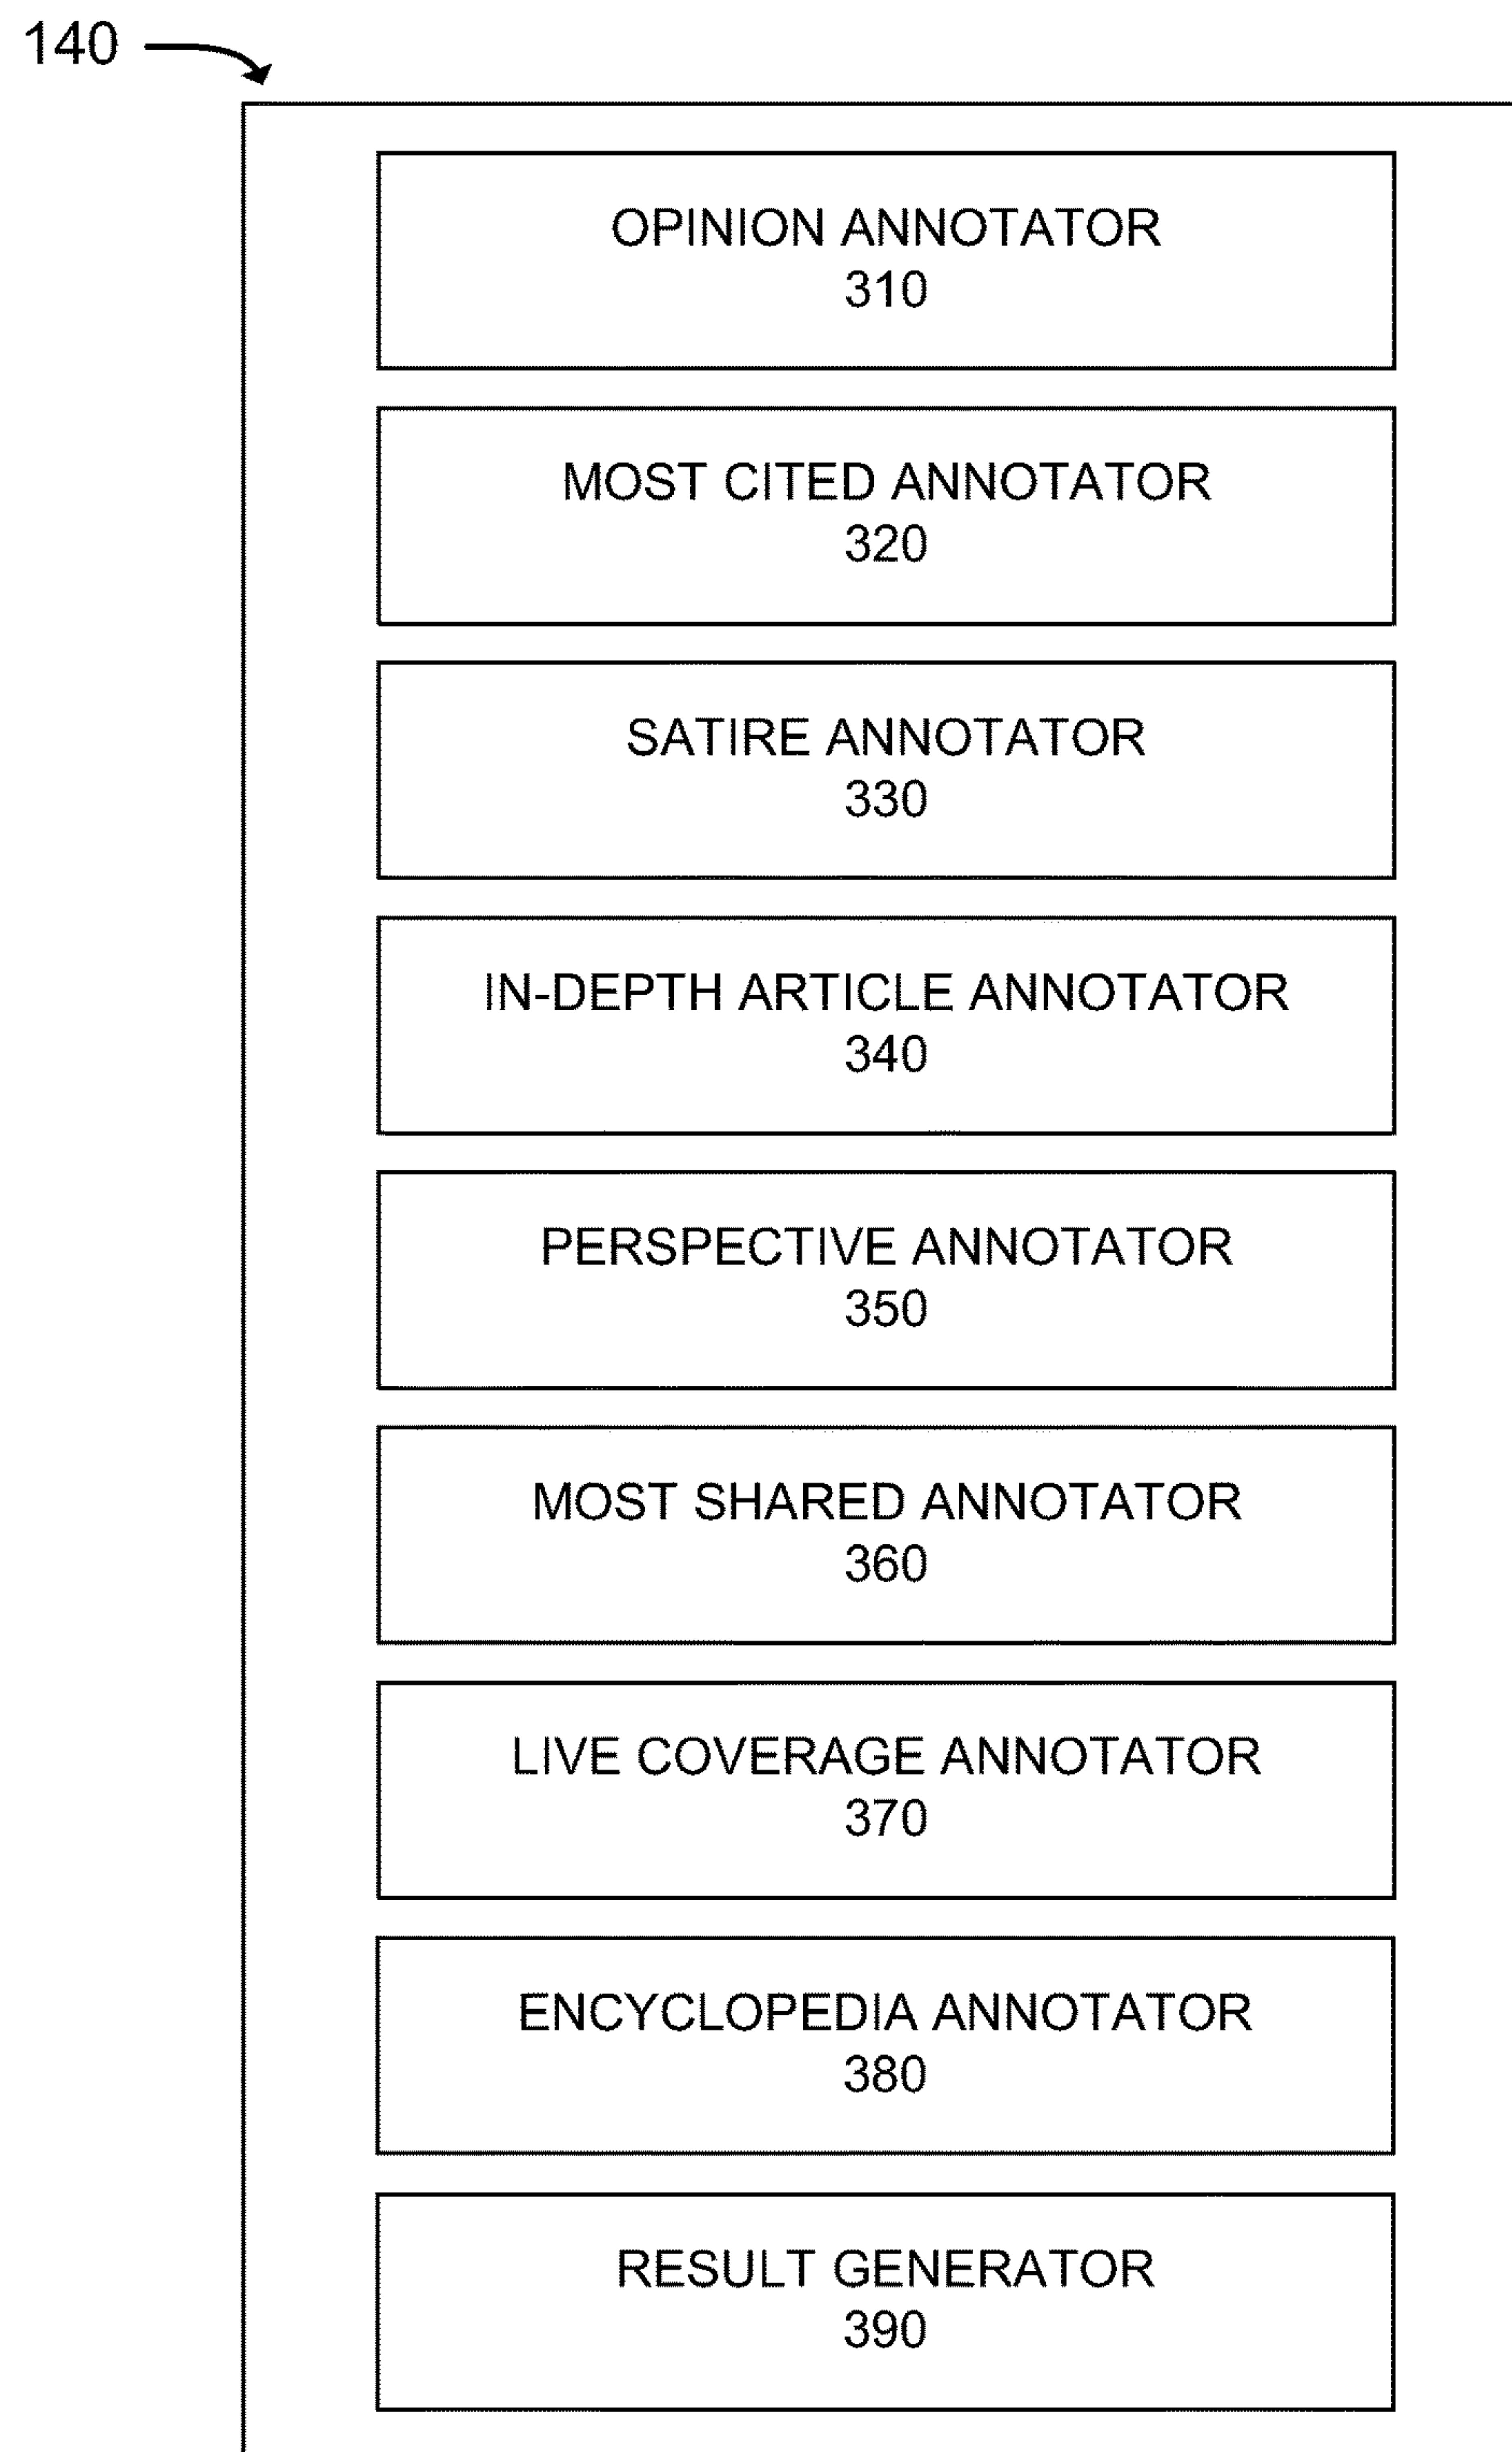 140
OPINION ANNOTATOR
310
MOST CITED ANNOTATOR
320
SATIRE ANNOTATOR
330
IN-DEPTH ARTICLE ANNOTATOR
340
PERSPECTIVE ANNOTATOR
350
MOST SHARED ANNOTATOR
360
LIVE COVERAGE ANNOTATOR
370
ENCYCLOPEDIA ANNOTATOR
380
RESULT GENERATOR
390